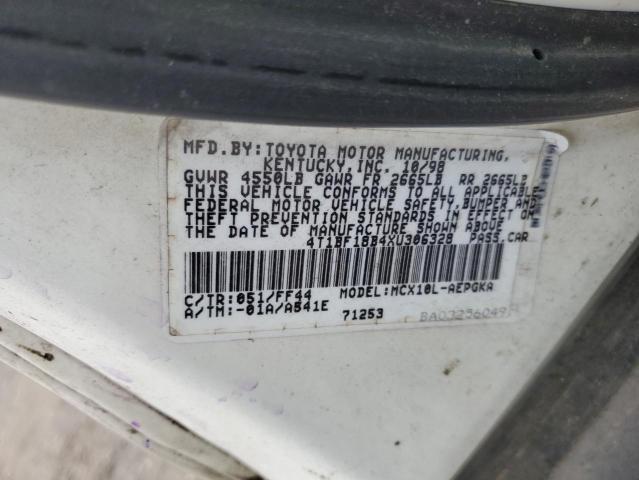 MFD.BY:TOYOTA MOTOR MANUFACTURING,
KENTUCKY,INC. 10/98
GVWR 4550LB GAWR FR 2665LB RR 2665LB
THIS VEHICLE CONFORMS TO ALL APPLICABLE
FEDERAL MOTOR VEHICLE SAFETY,BUMPER AND
THEFT PREVENTION STANDARDS IN EFFECT ON
THE DATE OF MANUFACTURE SHOWN ABOVE.
4T1BF18B4XU306328 PASS.CAR
C/TR:051/FF44 MODEL:MCX10L-AEPGKA
A/TM:-01A/A541E 71253